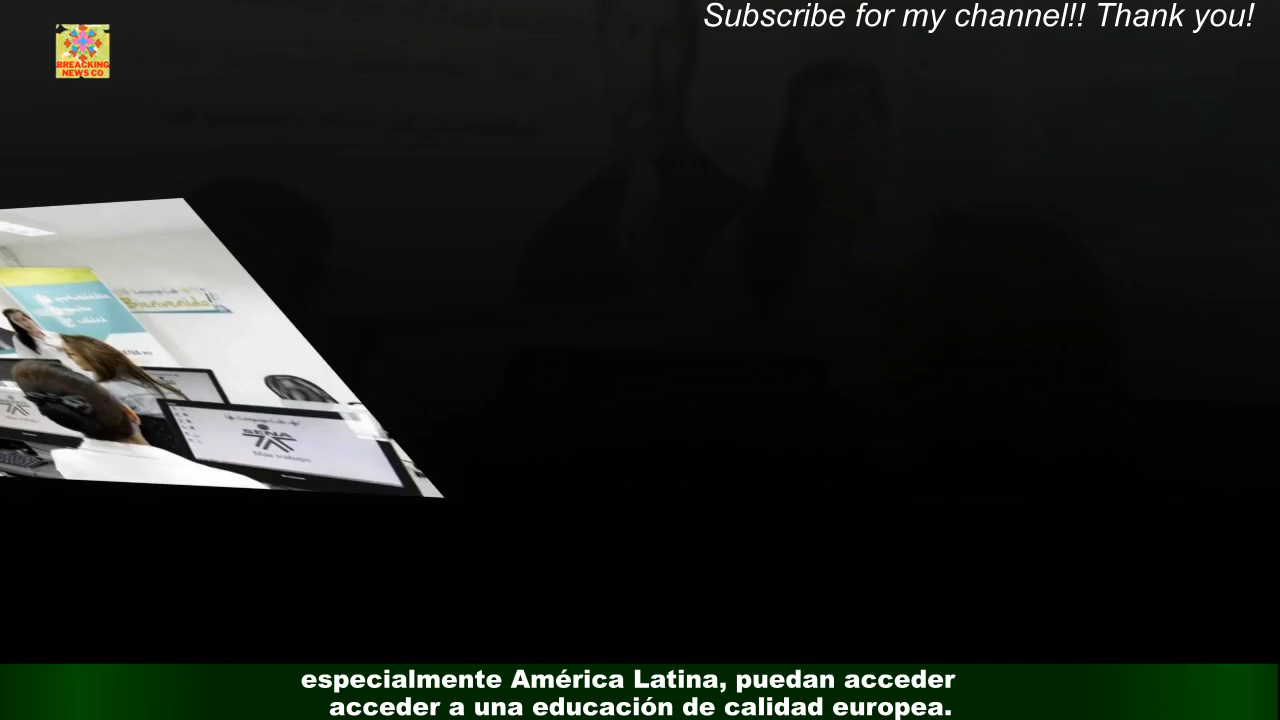 Subscribe for my channel!! Thank you!
BREACKING
NEWS CO
Bienvenido
SENA
especialmente América Latina, puedan acceder
acceder a una educación de calidad europea.